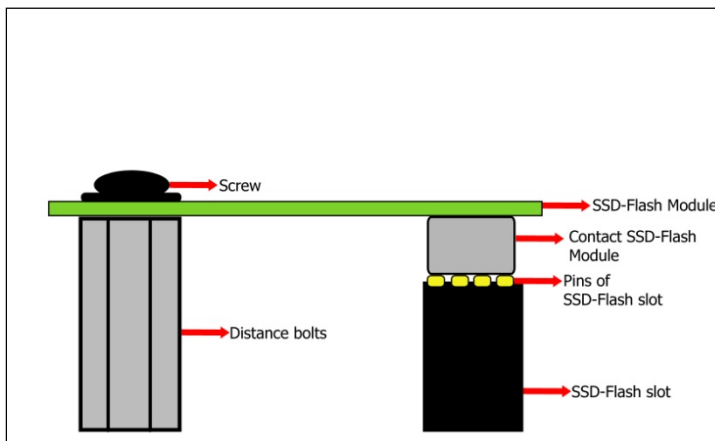 Screw
SSD-Flash Module
Contact SSD-Flash
Module
Pins of
SSD-Flash slot
Distance bolts
SSD-Flash slot